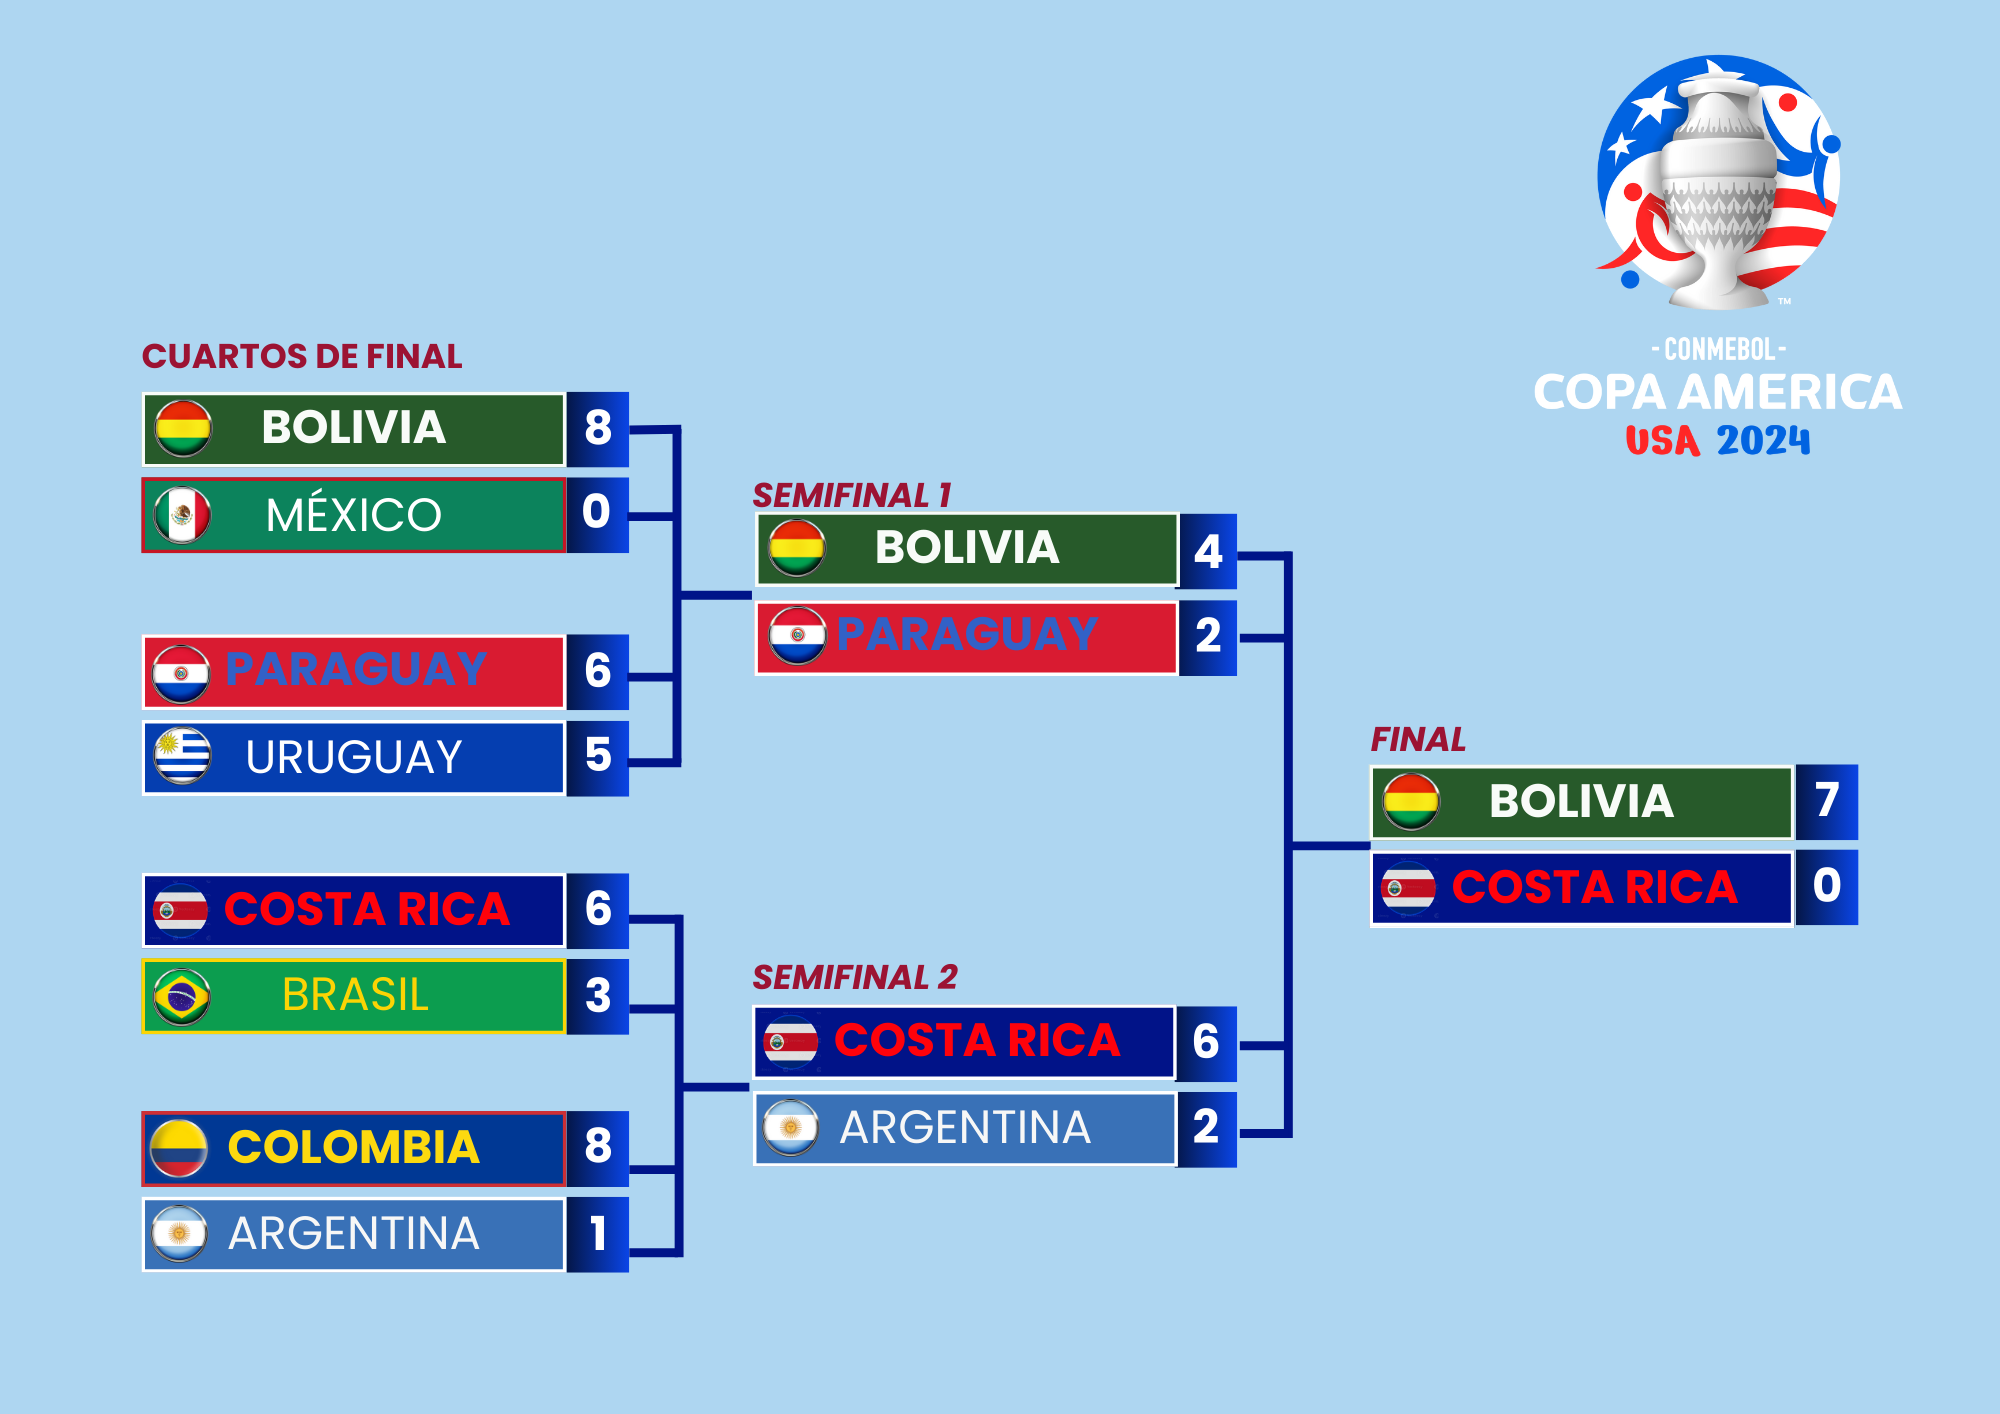 CUARTOS DE FINAL
BOLIVIA 8
MÉXICO 0
PARAGUAY 6
URUGUAY 5
COSTA RICA 6
BRASIL 3
COLOMBIA 8
ARGENTINA 1
SEMIFINAL 1
BOLIVIA 4
PARAGUAY 2
SEMIFINAL 2
COSTA RICA 6
ARGENTINA 2
FINAL
BOLIVIA 7
COSTA RICA 0
TM
-CONMEBOL-
COPA AMERICA
USA 2024